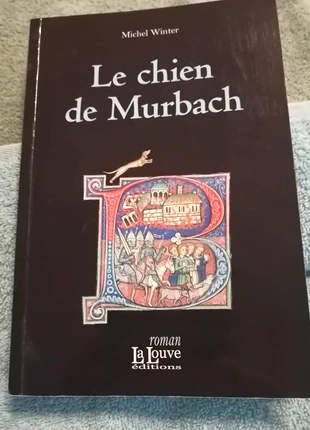 Michel Winter
Le chien
de Murbach
roman
La Louve
éditions